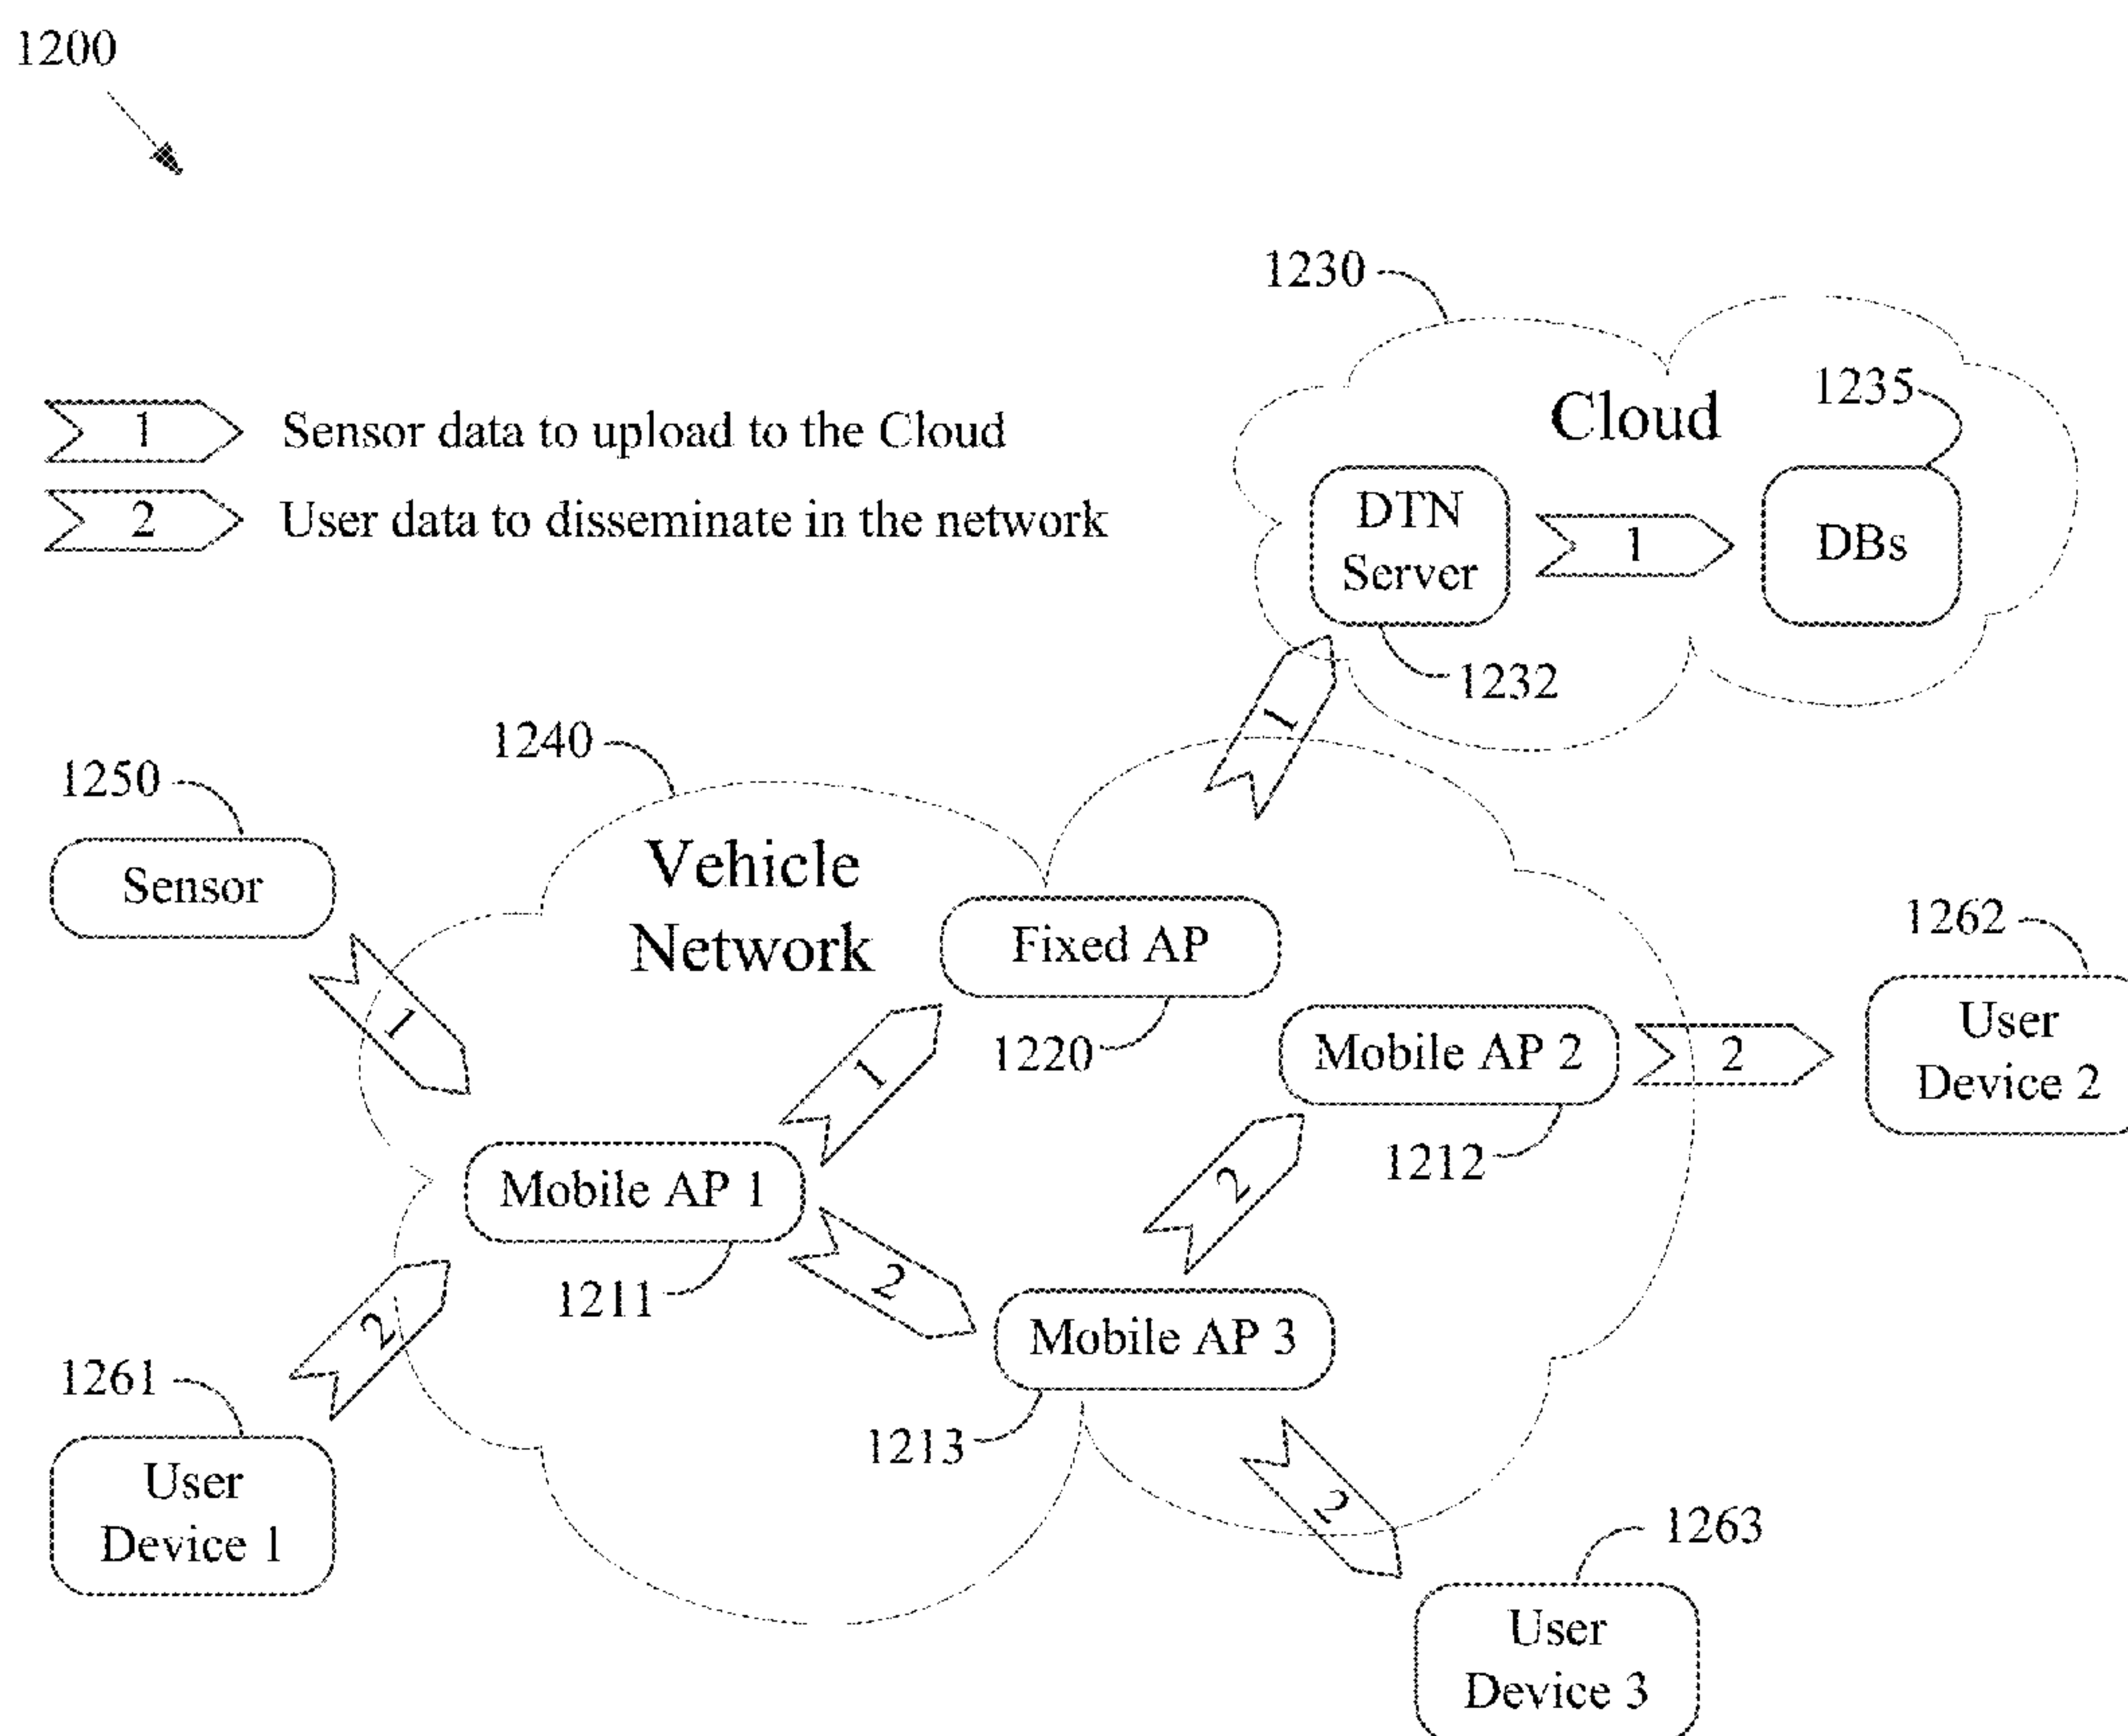 1200
1230
1235
Cloud
1 Sensor data to upload to the Cloud
2 User data to disseminate in the network
DTN
Server
1
DBs
1232
1
1240
1250
Sensor
Vehicle
Network
Fixed AP
1220
1262
User
Device 2
1
1
Mobile AP 2
2
1212
Mobile AP 1
1211
2
2
2
Mobile AP 3
1213
1261
User
Device 1
2
1263
User
Device 3